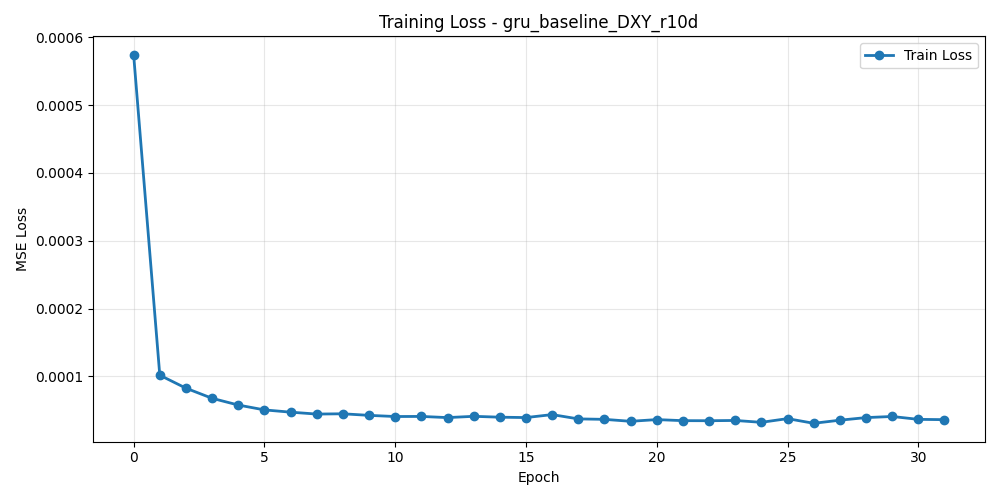 Training Loss - gru_baseline_DXY_r10d
Train Loss
MSE Loss
0.0006
0.0005
0.0004
0.0003
0.0002
0.0001
0 5 10 15 20 25 30
Epoch